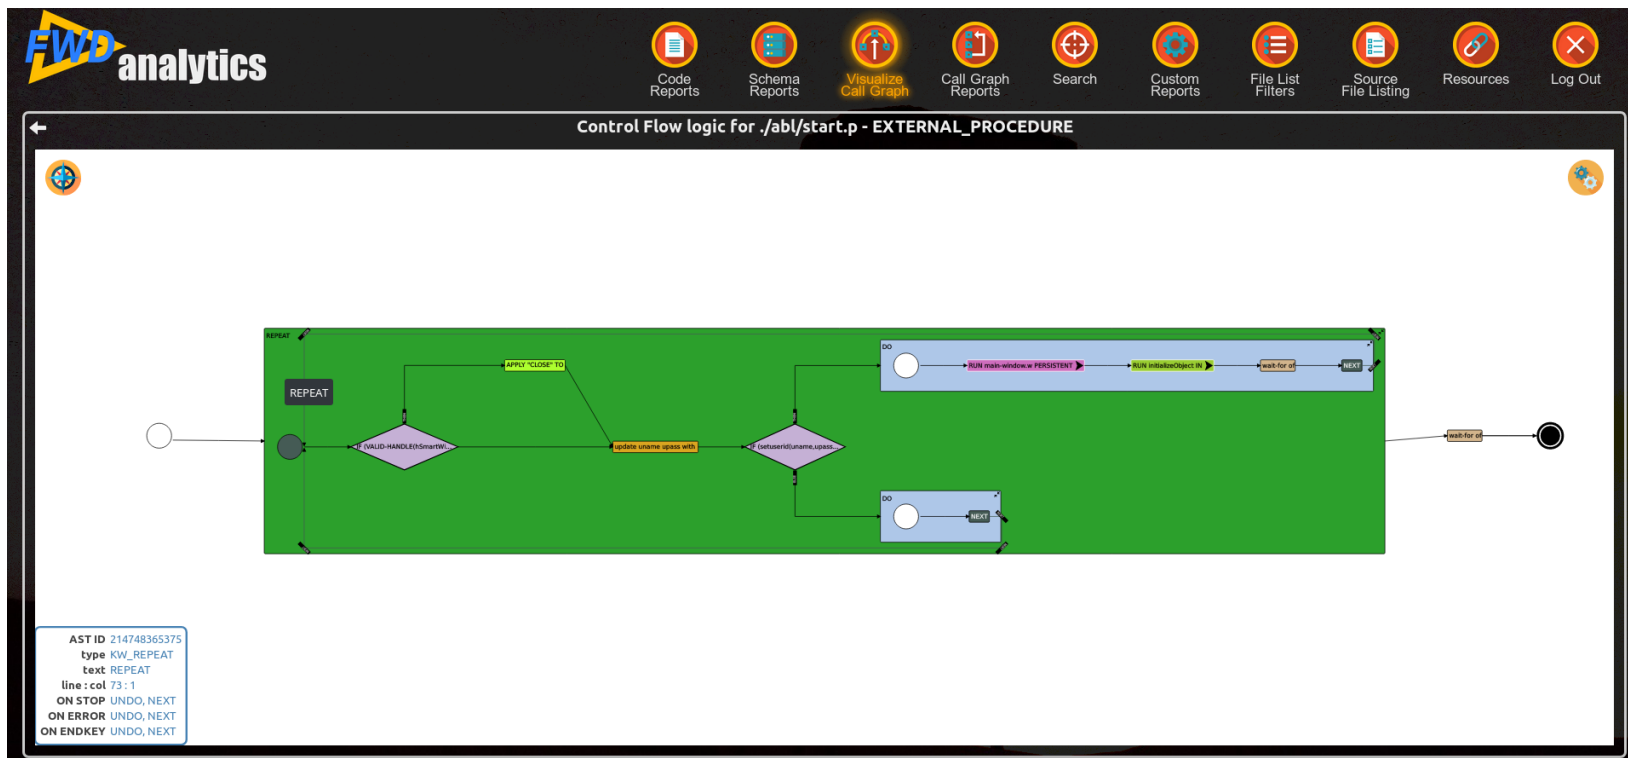 FWD analytics
Code Reports
Schema Reports
Visualize Call Graph
Call Graph Reports
Search
Custom Reports
File List Filters
Source File Listing
Resources
Log Out
Control Flow logic for ./abl/start.p - EXTERNAL_PROCEDURE
REPEAT
DO
APPLY "CLOSE" TO
RUN main-window.w PERSISTENT
RUN initializeObject IN
wait-for of
NEXT
REPEAT
IF (VALID-HANDLE(hSmartWi...
update uname upass with
IF (setuserid(uname,upass...
wait-for of
DO
NEXT
AST ID 214748365375
type KW_REPEAT
text REPEAT
line : col 73 : 1
ON STOP UNDO, NEXT
ON ERROR UNDO, NEXT
ON ENDKEY UNDO, NEXT